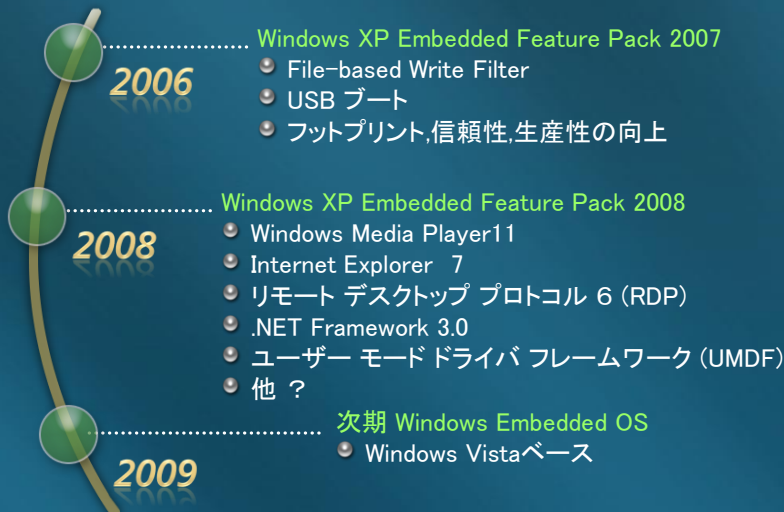 Windows XP Embedded Feature Pack 2007
2006
File-based Write Filter
USB ブート
フットプリント,信頼性,生産性の向上
Windows XP Embedded Feature Pack 2008
2008
Windows Media Player11
Internet Explorer 7
リモート デスクトップ プロトコル 6 (RDP)
.NET Framework 3.0
ユーザー モード ドライバ フレームワーク (UMDF)
他 ?
次期 Windows Embedded OS
2009
Windows Vistaベース